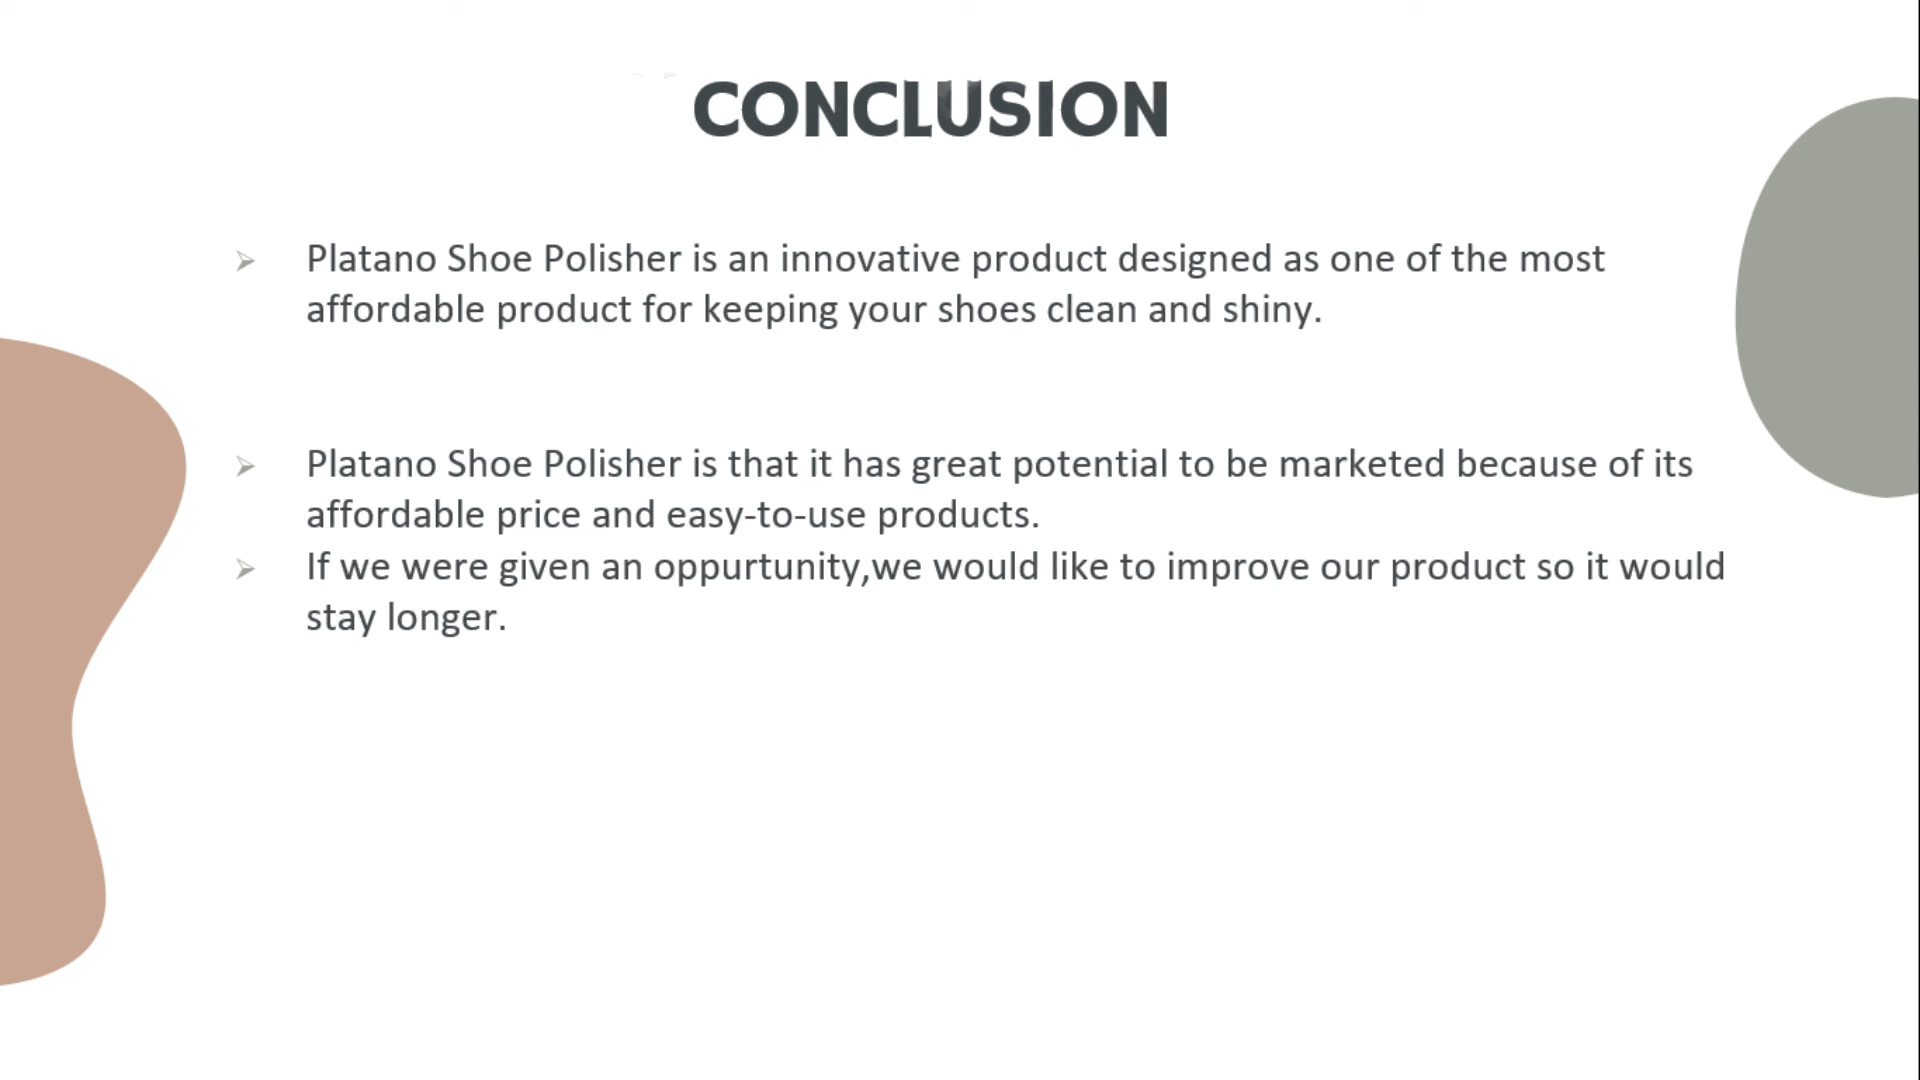 CONCLUSION
Platano Shoe Polisher is an innovative product designed as one of the most
affordable product for keeping your shoes clean and shiny.
Platano Shoe Polisher is that it has great potential to be marketed because of its
affordable price and easy-to-use products.
If we were given an oppurtunity,we would like to improve our product so it would
stay longer.